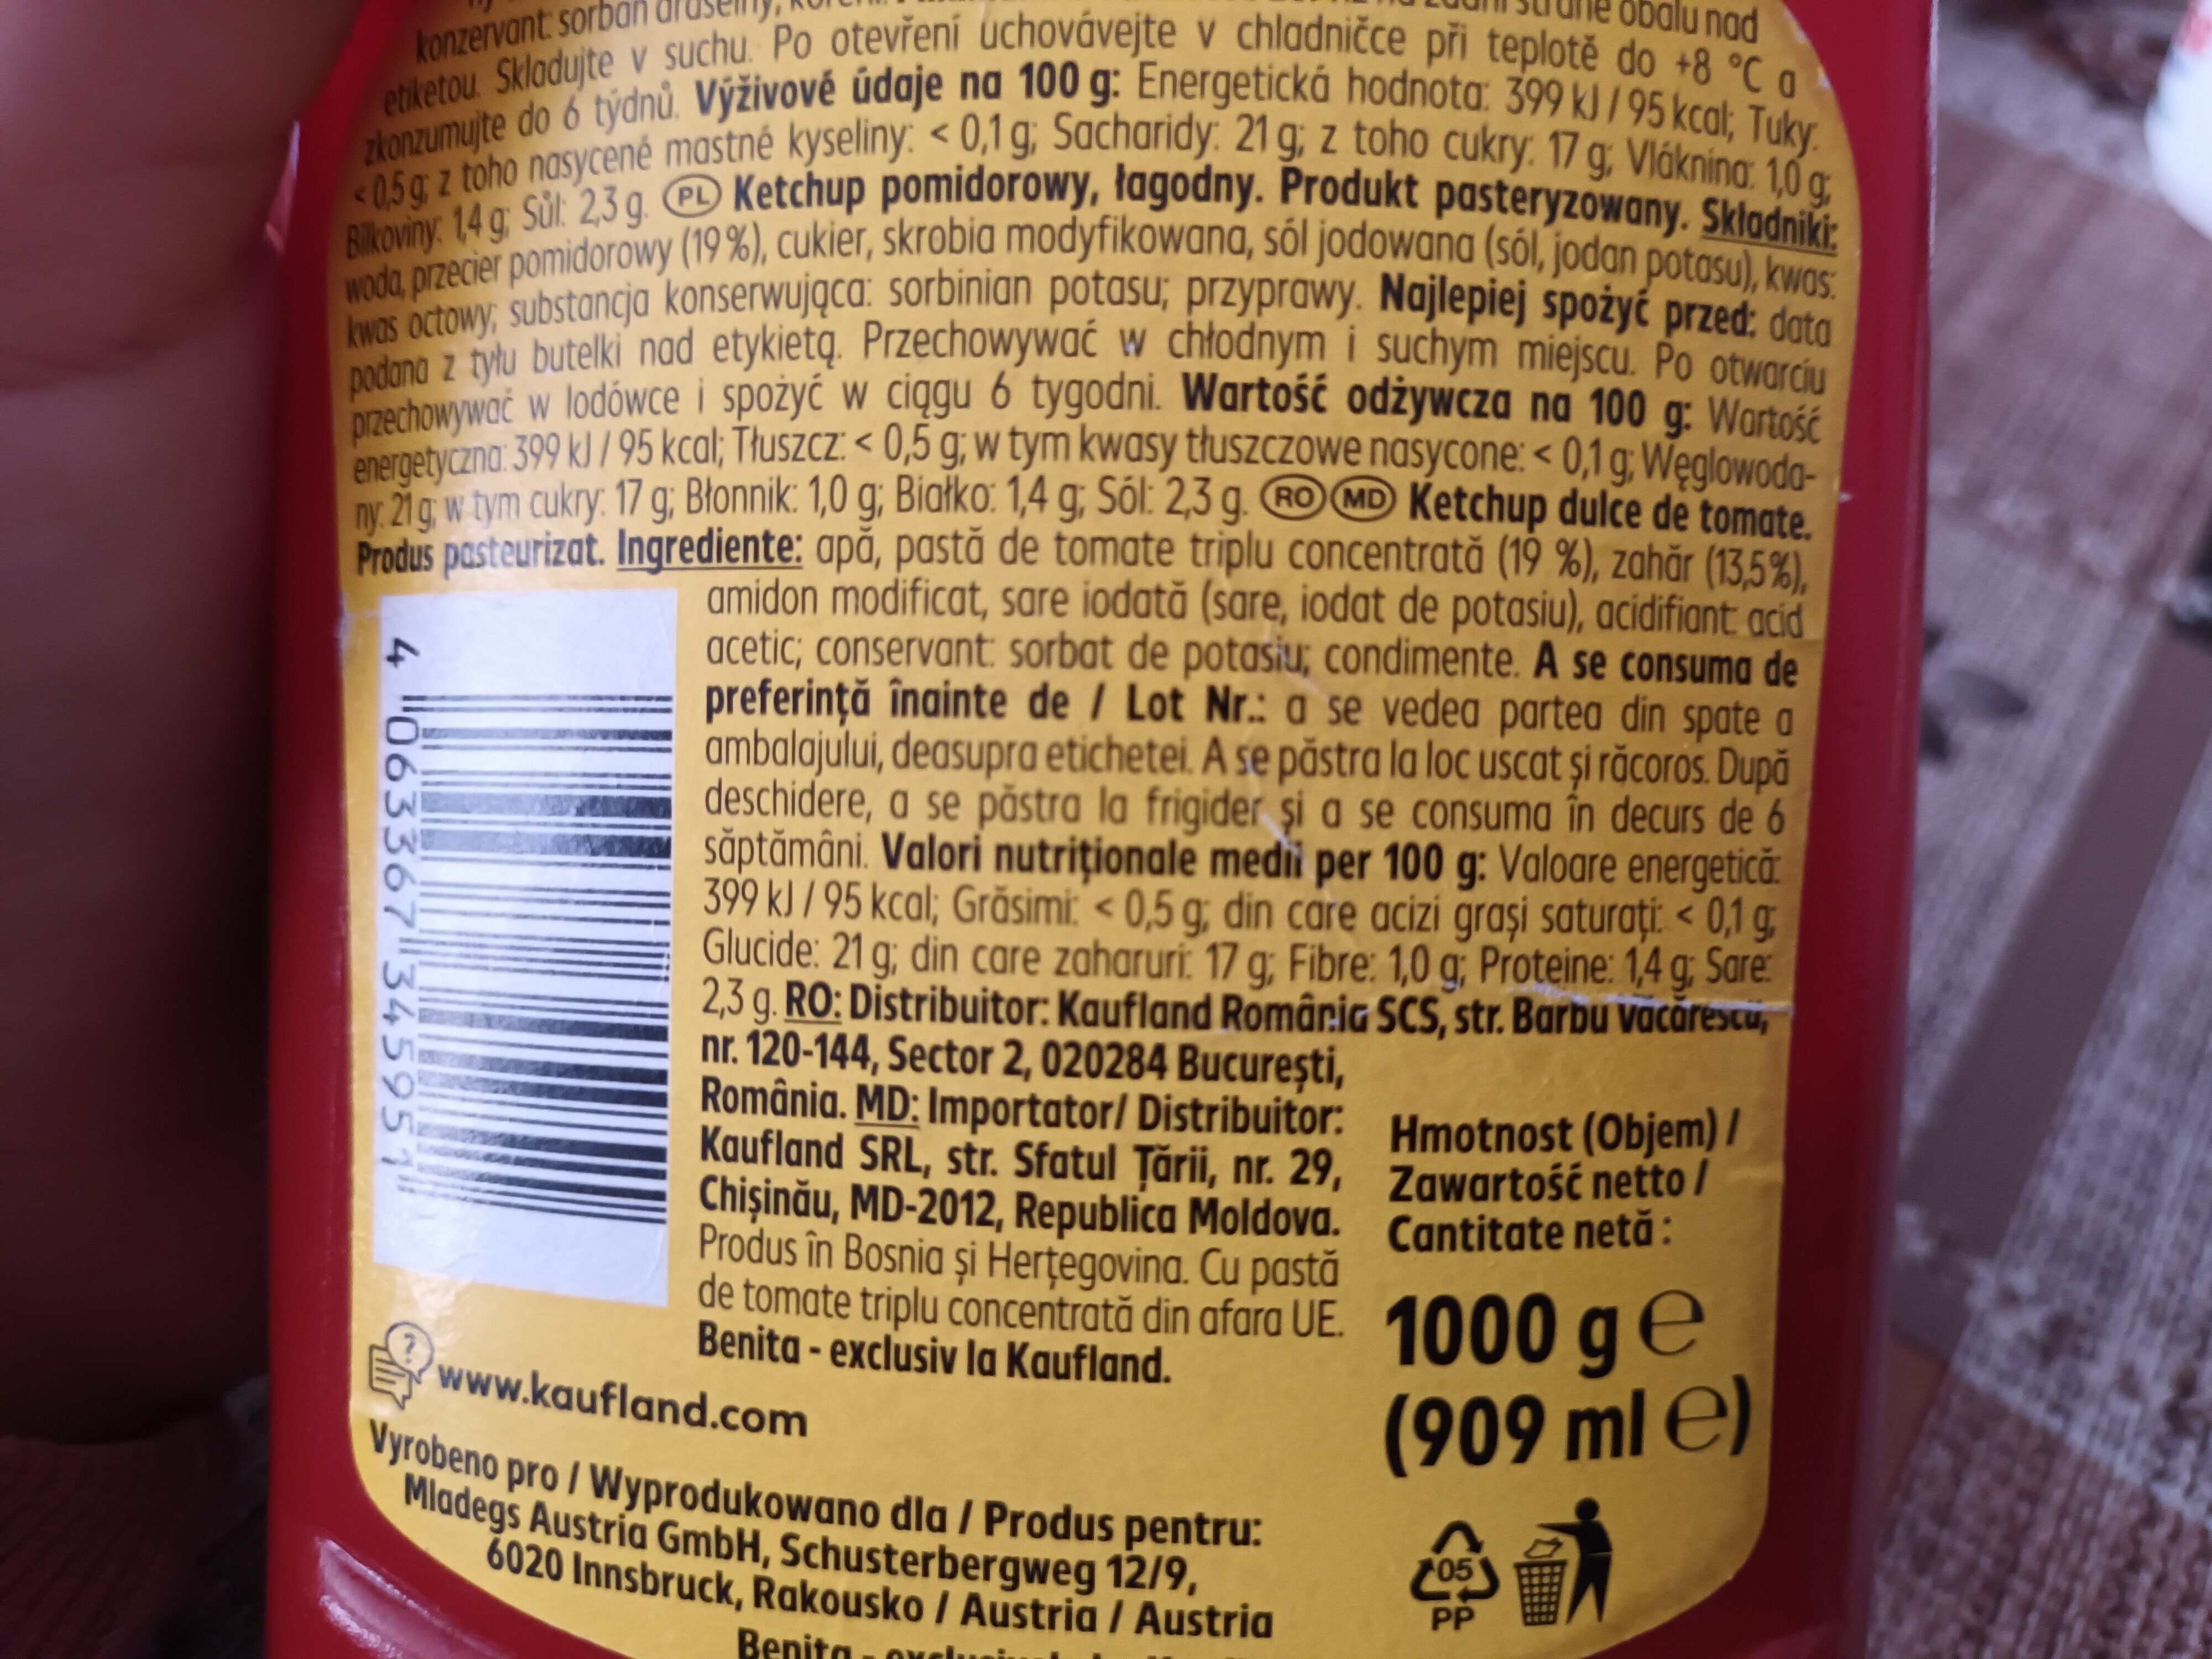 konzervant: sorban draselný, obalu nad
etiketou. Skladujte v suchu. Po otevření uchovávejte v chladničce při teplotě do +8 °C a
zkonzumujte do 6 týdnů. Výživové údaje na 100 g: Energetická hodnota: 399 kJ / 95 kcal; Tuky:
< 0,5 g; z toho nasycené mastné kyseliny: < 0,1 g; Sacharidy: 21 g; z toho cukry: 17 g; Vláknina: 1,0 g;
Bílkoviny: 1,4 g; Sůl: 2,3 g. PL Ketchup pomidorowy, łagodny. Produkt pasteryzowany. Składniki:
woda, przecier pomidorowy (19 %), cukier, skrobia modyfikowana, sól jodowana (sól, jodan potasu), kwas:
kwas octowy; substancja konserwująca: sorbinian potasu; przyprawy. Najlepiej spożyć przed: data
podana z tyłu butelki nad etykietą. Przechowywać w chłodnym i suchym miejscu. Po otwarciu
przechowywać w lodówce i spożyć w ciągu 6 tygodni. Wartość odżywcza na 100 g: Wartość
energetyczna: 399 kJ / 95 kcal; Tłuszcz: < 0,5 g; w tym kwasy tłuszczowe nasycone: < 0,1 g; Węglowoda-
ny: 21 g; w tym cukry: 17 g; Błonnik: 1,0 g; Białko: 1,4 g; Sól: 2,3 g. RO MD Ketchup dulce de tomate.
Produs pasteurizat. Ingrediente: apă, pastă de tomate triplu concentrată (19 %), zahăr (13,5%),
amidon modificat, sare iodată (sare, iodat de potasiu), acidifiant: acid
acetic; conservant: sorbat de potasiu; condimente. A se consuma de
preferință înainte de / Lot Nr.: a se vedea partea din spate a
ambalajului, deasupra etichetei. A se păstra la loc uscat și răcoros. După
deschidere, a se păstra la frigider și a se consuma în decurs de 6
săptămâni. Valori nutriționale medii per 100 g: Valoare energetică:
399 kJ / 95 kcal; Grăsimi: < 0,5 g; din care acizi grași saturați: < 0,1 g;
Glucide: 21 g; din care zaharuri: 17 g; Fibre: 1,0 g; Proteine: 1,4 g; Sare:
2,3 g. RO: Distribuitor: Kaufland România SCS, str. Barbu Văcărescu,
nr. 120-144, Sector 2, 020284 București,
România. MD: Importator/ Distribuitor:
Kaufland SRL, str. Sfatul Țării, nr. 29,
Chișinău, MD-2012, Republica Moldova.
Produs în Bosnia și Herțegovina. Cu pastă
de tomate triplu concentrată din afara UE.
Benita - exclusiv la Kaufland.
4 063367 345951
Hmotnost (Objem) /
Zawartość netto /
Cantitate netă :
1000 g e
(909 ml e)
? www.kaufland.com
Vyrobeno pro / Wyprodukowano dla / Produs pentru:
Mladegs Austria GmbH, Schusterbergweg 12/9,
6020 Innsbruck, Rakousko / Austria / Austria
Benita -
05
PP